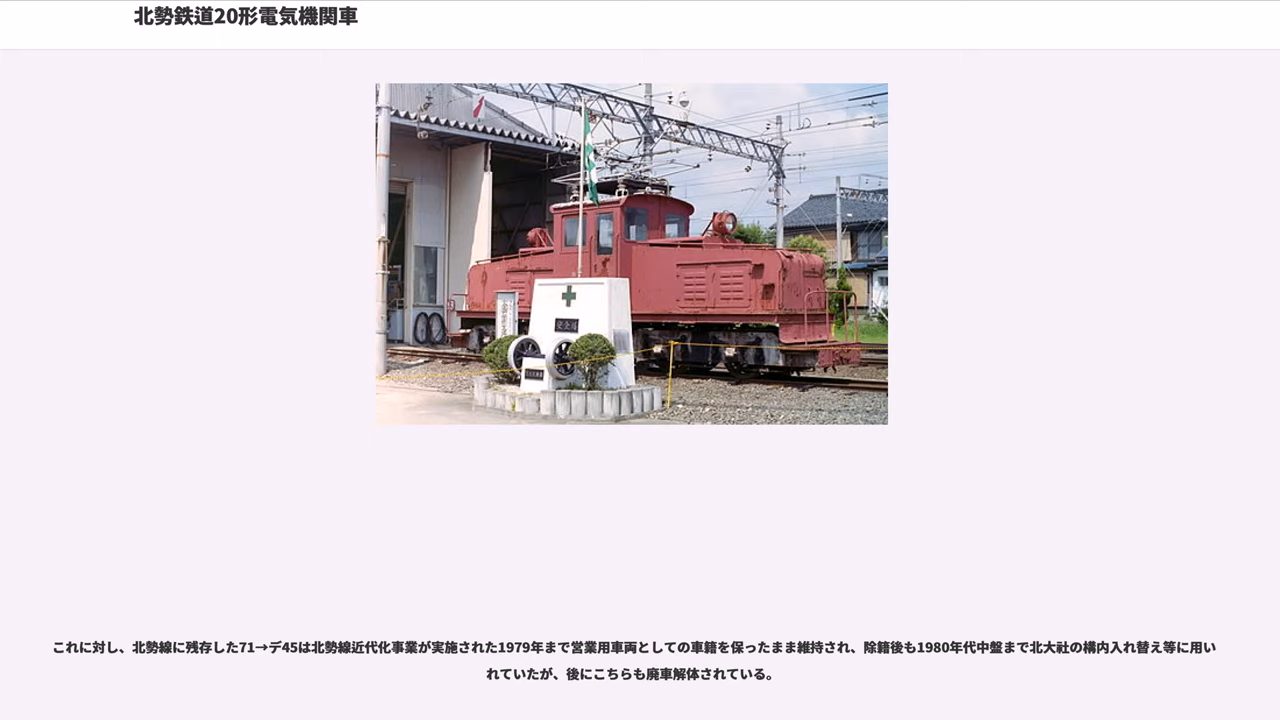 北勢鉄道20形電気機関車
安全塔
これに対し、北勢線に残存した71→デ45は北勢線近代化事業が実施された1979年まで営業用車両としての車籍を保ったまま維持され、除籍後も1980年代中盤まで北大社の構内入れ替え等に用い
れていたが、後にこちらも廃車解体されている。